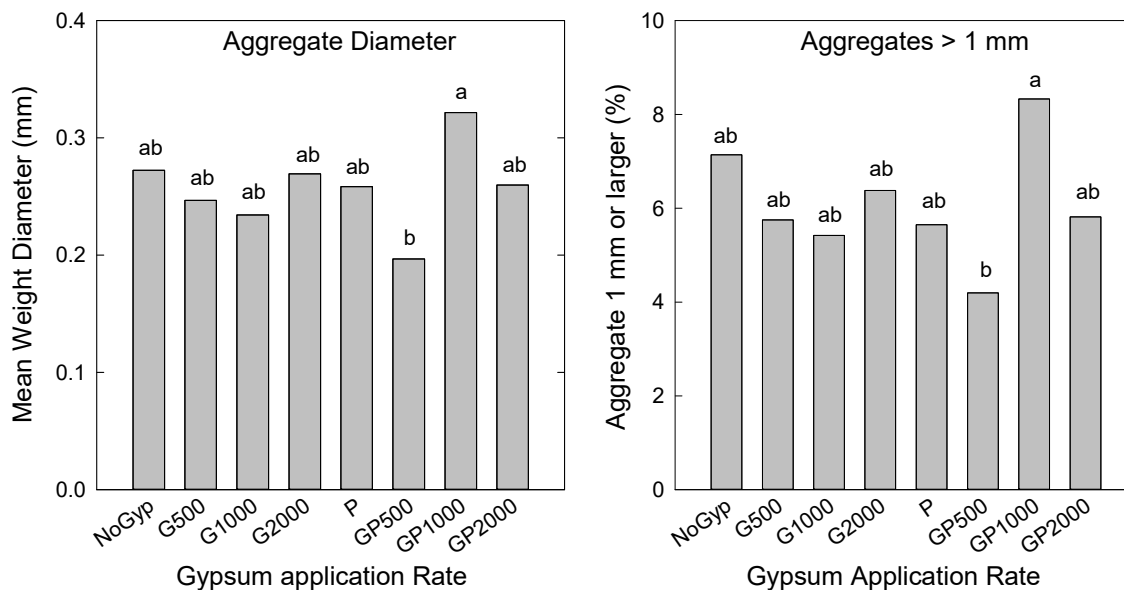 Aggregate Diameter
Mean Weight Diameter (mm)
0.4
0.3
0.2
0.1
0.0
ab
ab
ab
ab
ab
b
a
ab
NoGyp
G500
G1000
G2000
P
GP500
GP1000
GP2000
Gypsum application Rate
Aggregates > 1 mm
Aggregate 1 mm or larger (%)
10
8
6
4
2
0
ab
ab
ab
ab
ab
b
a
ab
NoGyp
G500
G1000
G2000
P
GP500
GP1000
GP2000
Gypsum Application Rate